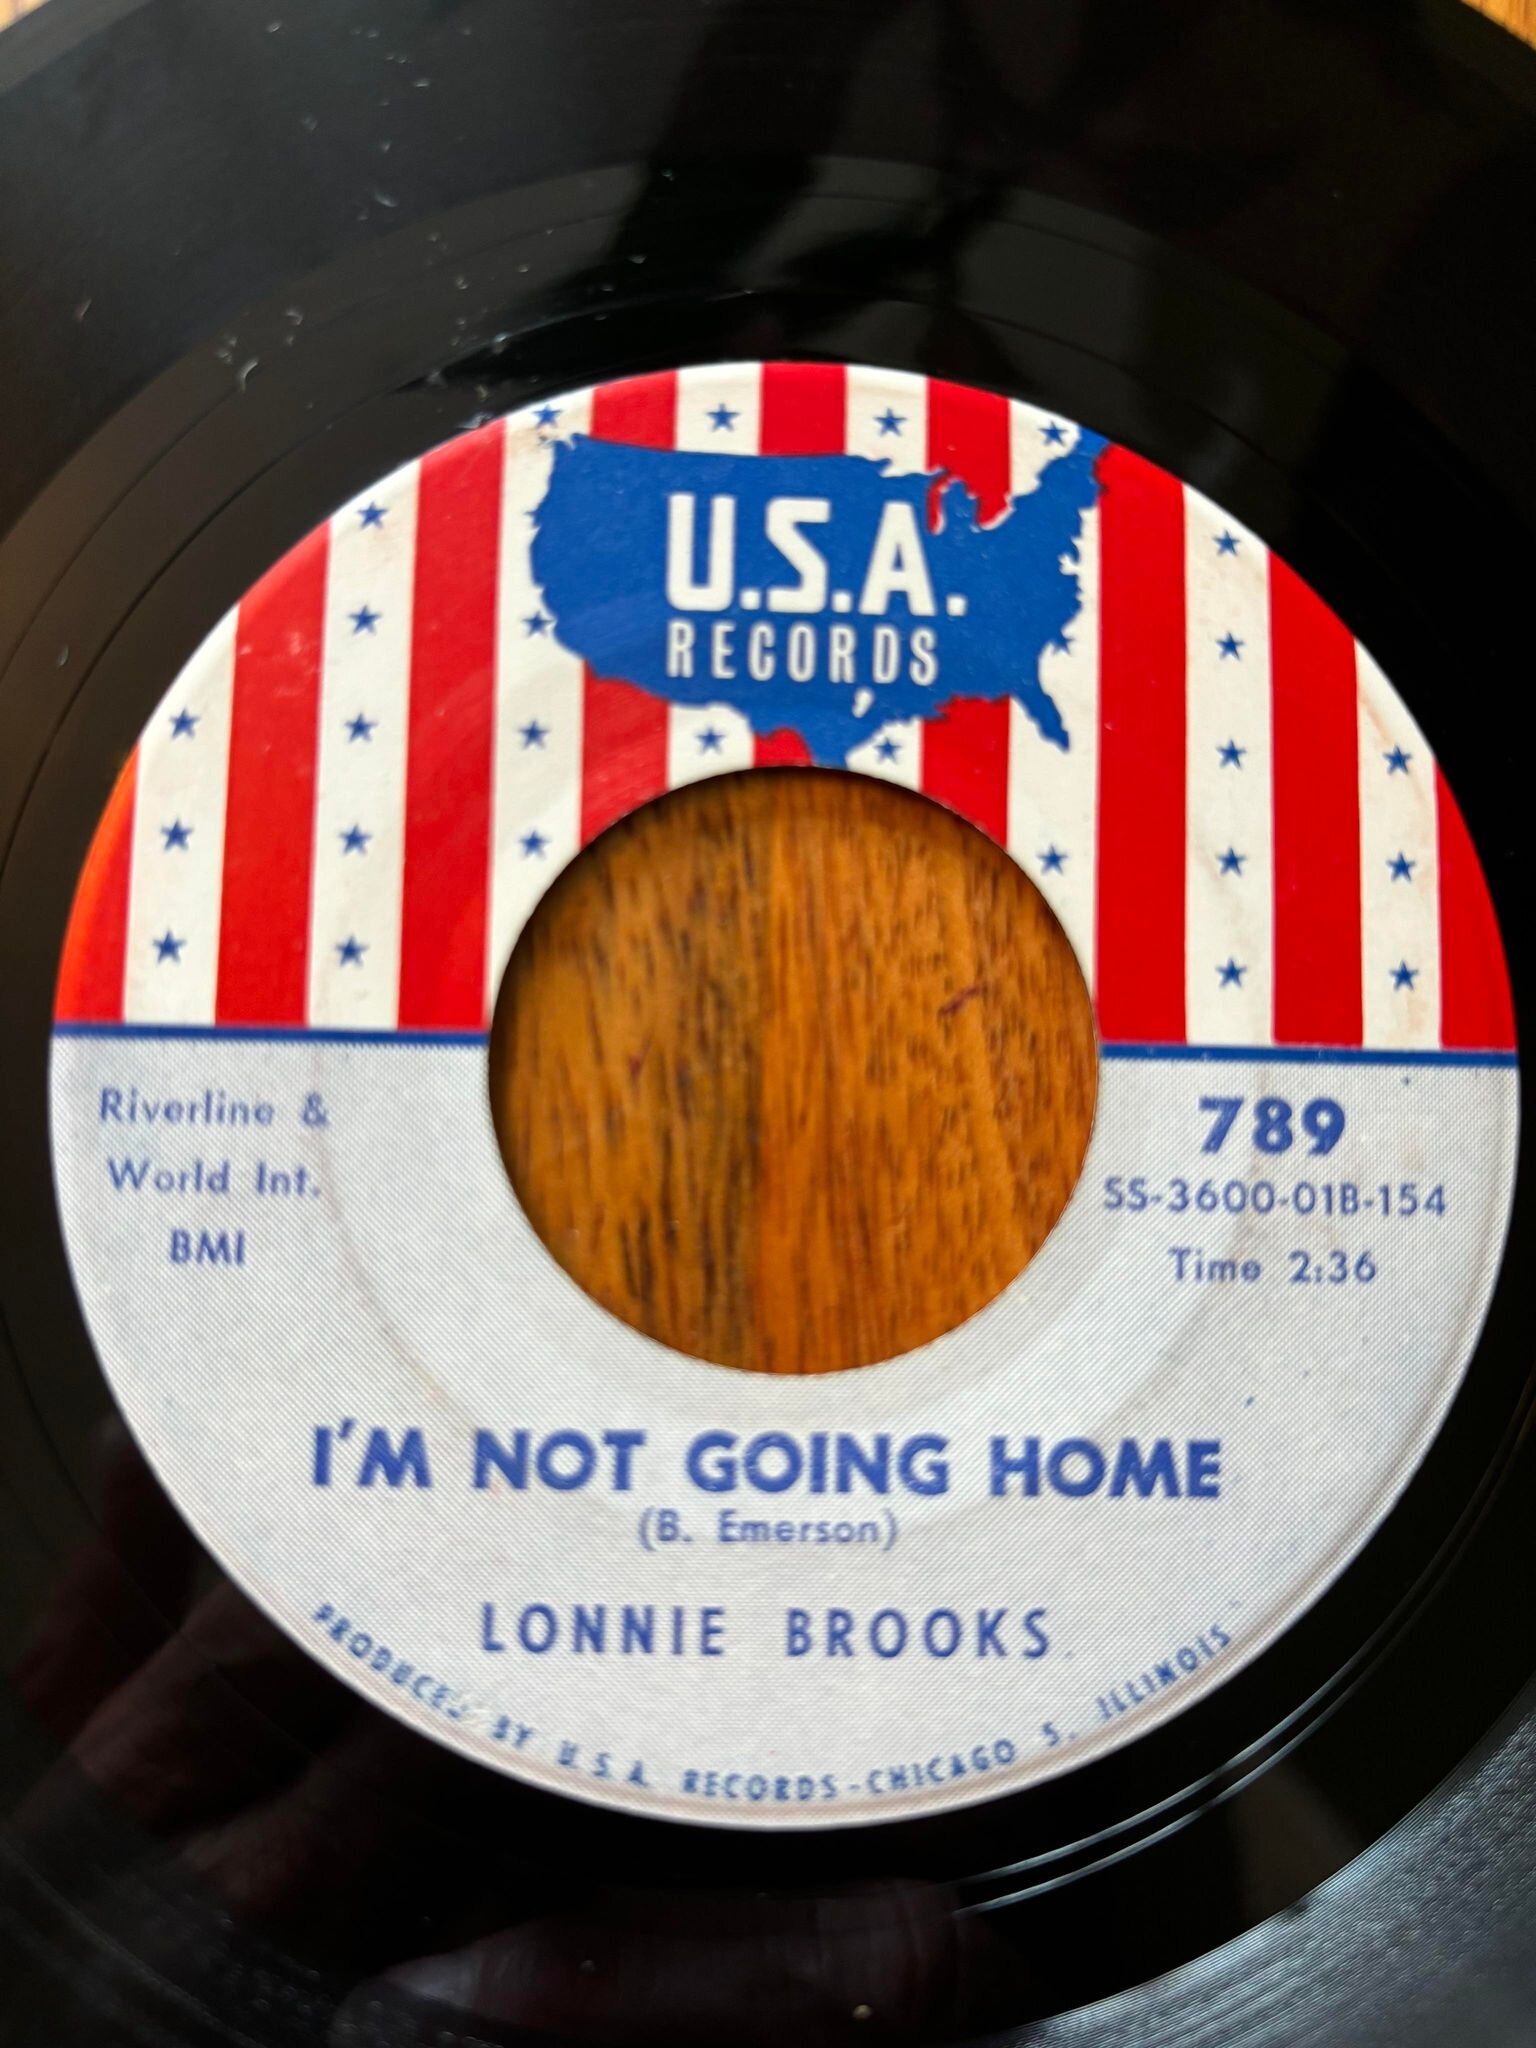 U.S.A.
RECORDS
Riverline &
World Int.
BMI
789
SS-3600-01B-154
Time 2:36
I'M NOT GOING HOME
(B. Emerson)
LONNIE BROOKS
PRODUCED BY U.S.A. RECORDS-CHICAGO 5, ILLINOIS